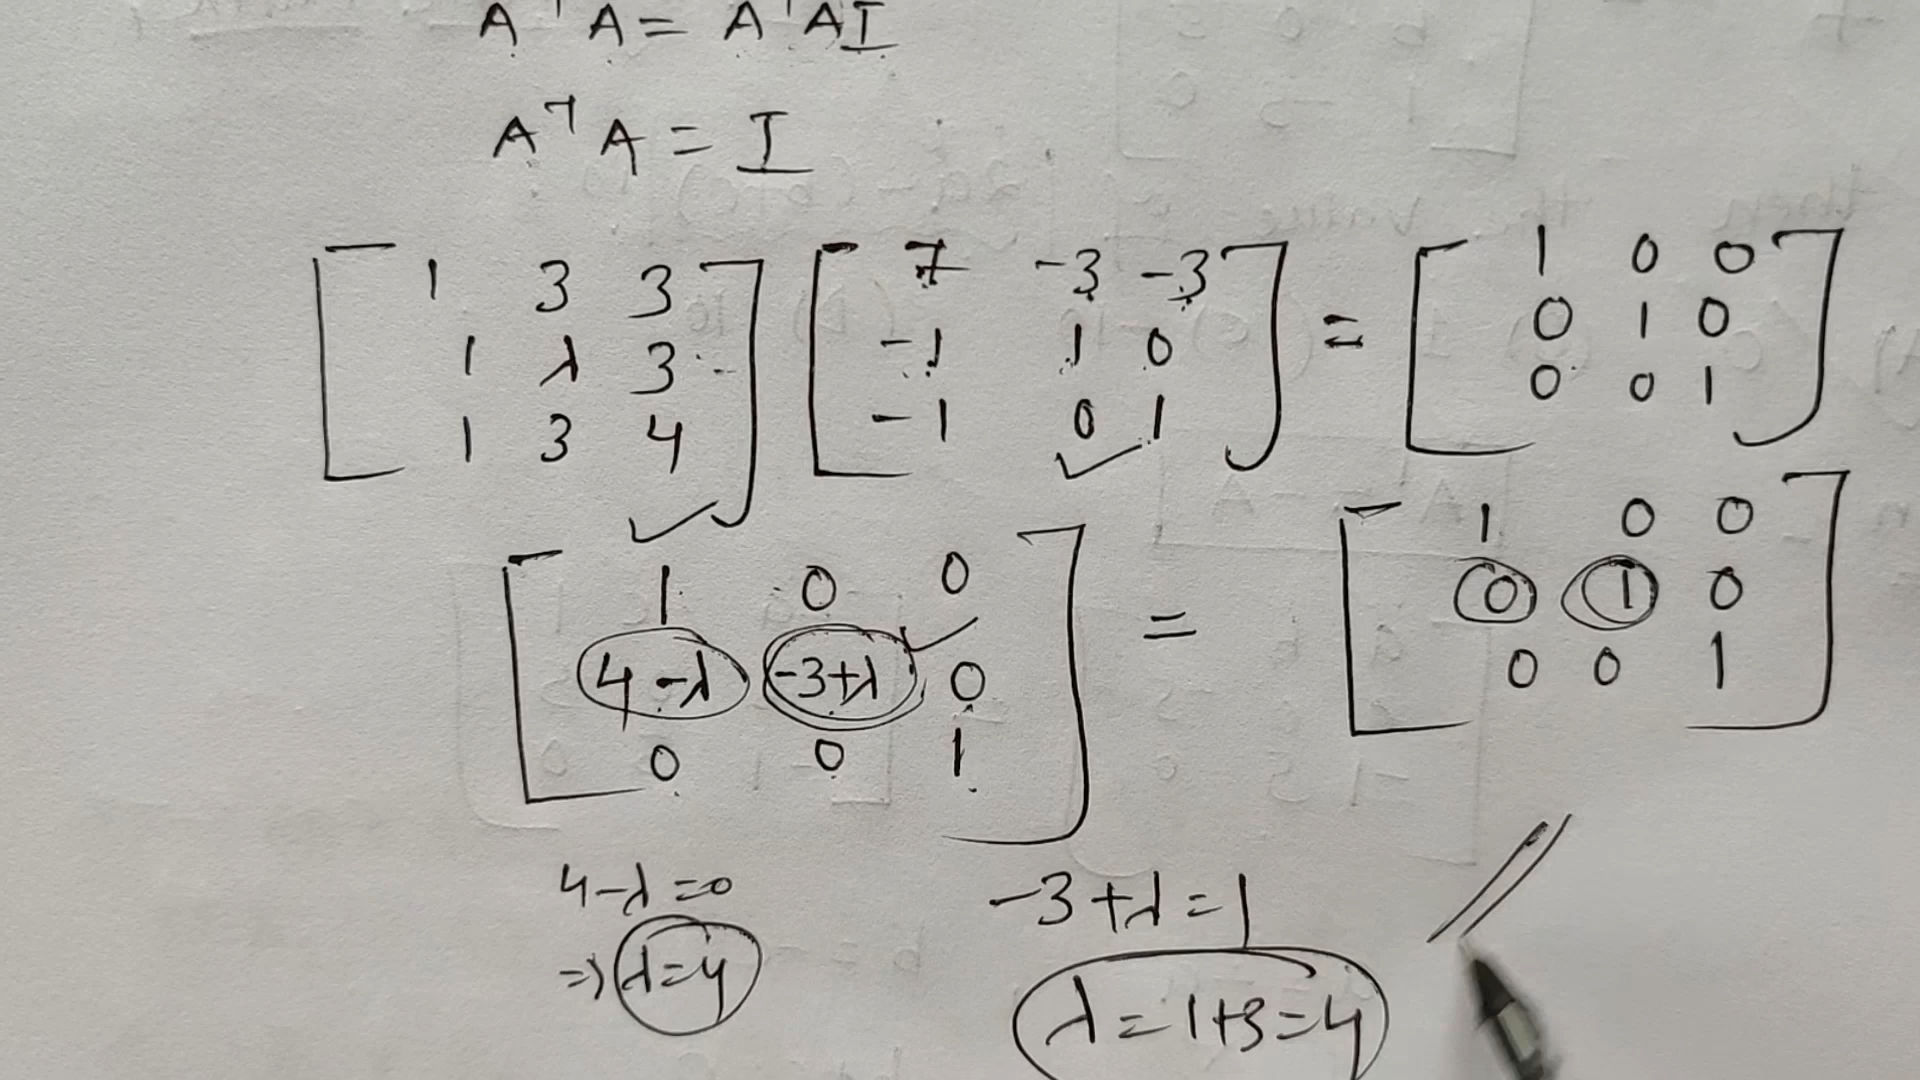 A⁻¹A = A⁻¹AI
A⁻¹A = I
[1 3 3] [7 -3 -3] = [1 0 0]
[1 λ 3] [-1 1 0] [0 1 0]
[1 3 4] [-1 0 1] [0 0 1]
[1 0 0] = [1 0 0]
[4-λ -3+λ 0] [0 1 0]
[0 0 1] [0 0 1]
4-λ=0 -3+λ=1
⇒ λ=4 λ=1+3=4